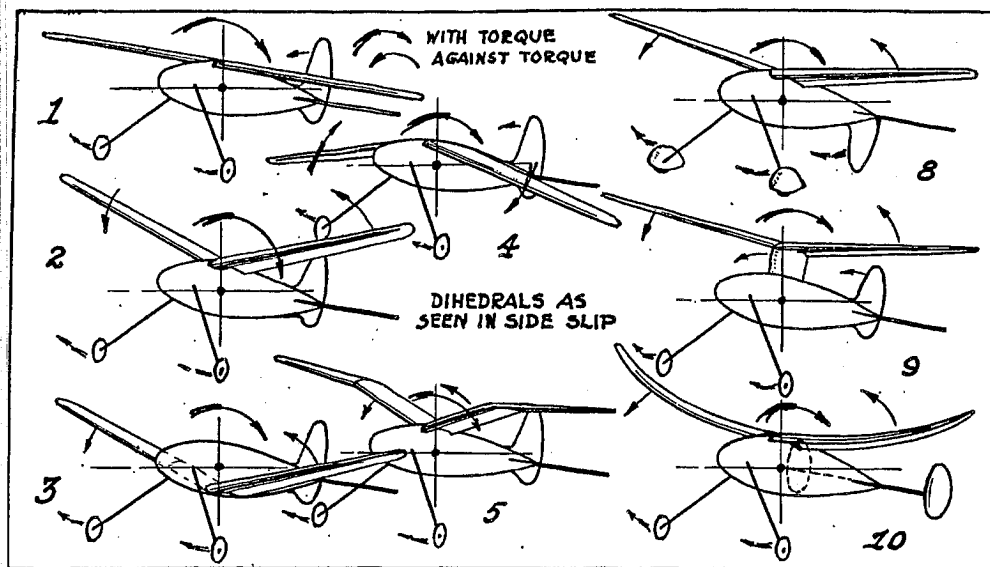 WITH TORQUE
AGAINST TORQUE
1
8
4
2
DIHEDRALS AS
SEEN IN SIDE SLIP
9
3
5
10